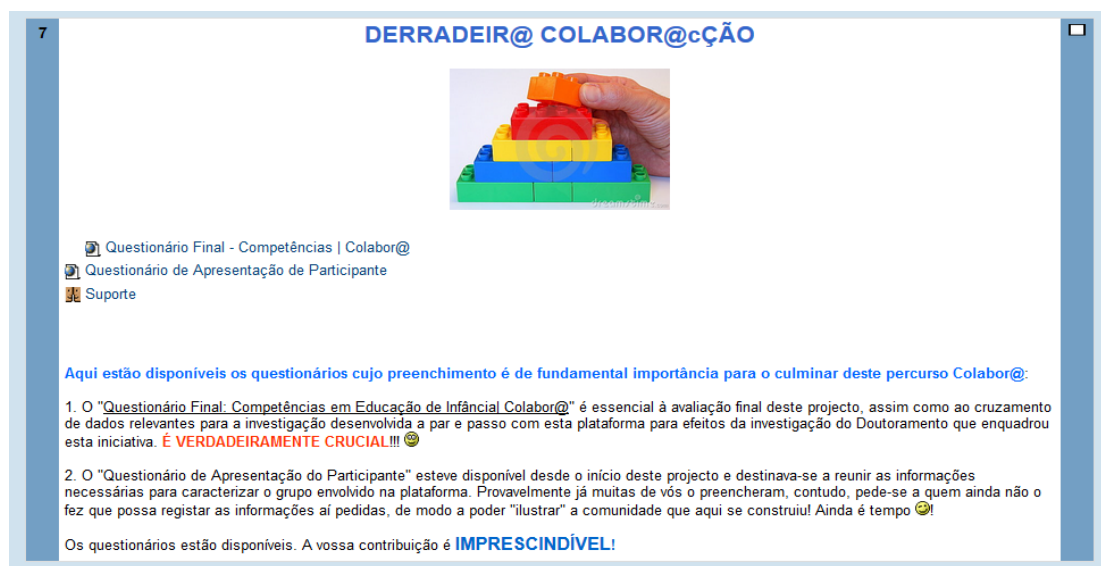 7
DERRADEIR@ COLABOR@cÇÃO
dreamstime.com
Questionário Final - Competências | Colabor@
Questionário de Apresentação de Participante
Suporte
Aqui estão disponíveis os questionários cujo preenchimento é de fundamental importância para o culminar deste percurso Colabor@:
1. O "Questionário Final: Competências em Educação de Infância| Colabor@" é essencial à avaliação final deste projecto, assim como ao cruzamento
de dados relevantes para a investigação desenvolvida a par e passo com esta plataforma para efeitos da investigação do Doutoramento que enquadrou
esta iniciativa. É VERDADEIRAMENTE CRUCIAL!!!
2. O "Questionário de Apresentação do Participante" esteve disponível desde o início deste projecto e destinava-se a reunir as informações
necessárias para caracterizar o grupo envolvido na plataforma. Provavelmente já muitas de vós o preencheram, contudo, pede-se a quem ainda não o
fez que possa registar as informações aí pedidas, de modo a poder "ilustrar" a comunidade que aqui se construiu! Ainda é tempo !
Os questionários estão disponíveis. A vossa contribuição é IMPRESCINDÍVEL!